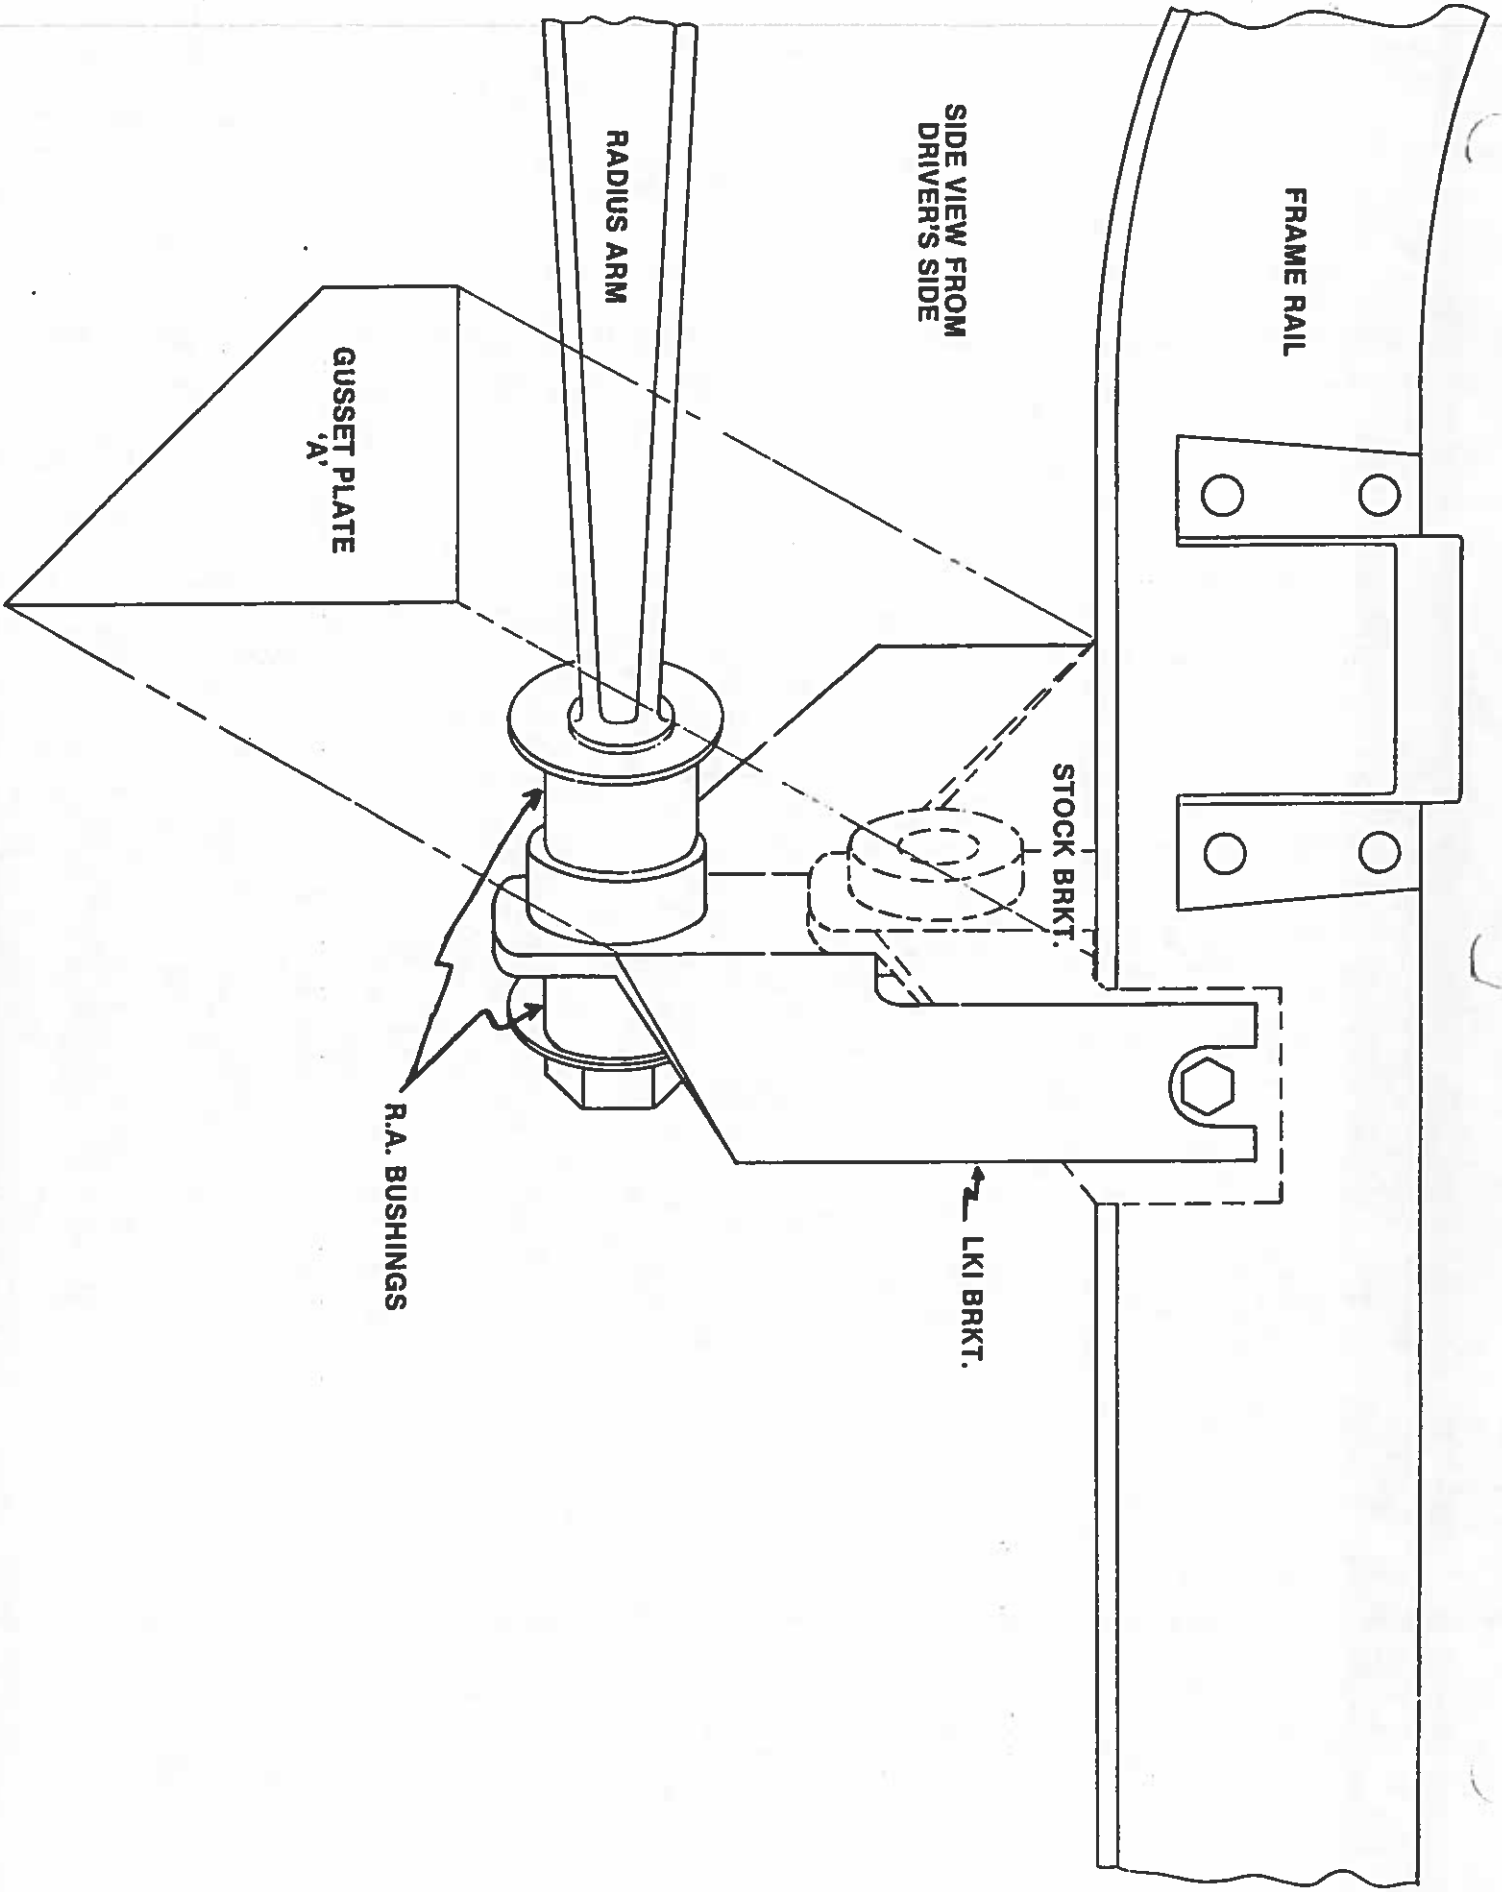 FRAME RAIL
SIDE VIEW FROM
DRIVER'S SIDE
STOCK BRKT.
RADIUS ARM
LKI BRKT.
GUSSET PLATE
'A'
R.A. BUSHINGS